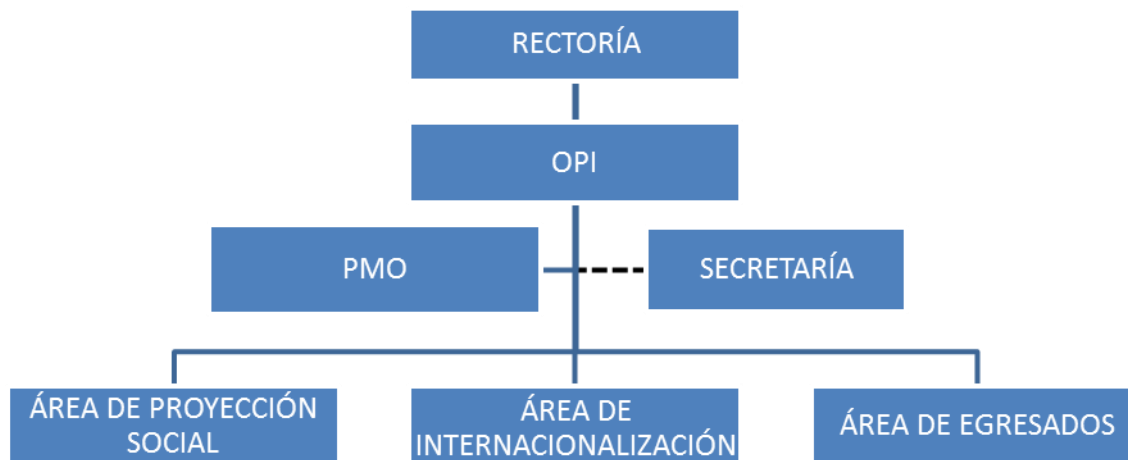 RECTORÍA
OPI
PMO
SECRETARÍA
ÁREA DE PROYECCIÓN
SOCIAL
ÁREA DE
INTERNACIONALIZACIÓN
ÁREA DE EGRESADOS